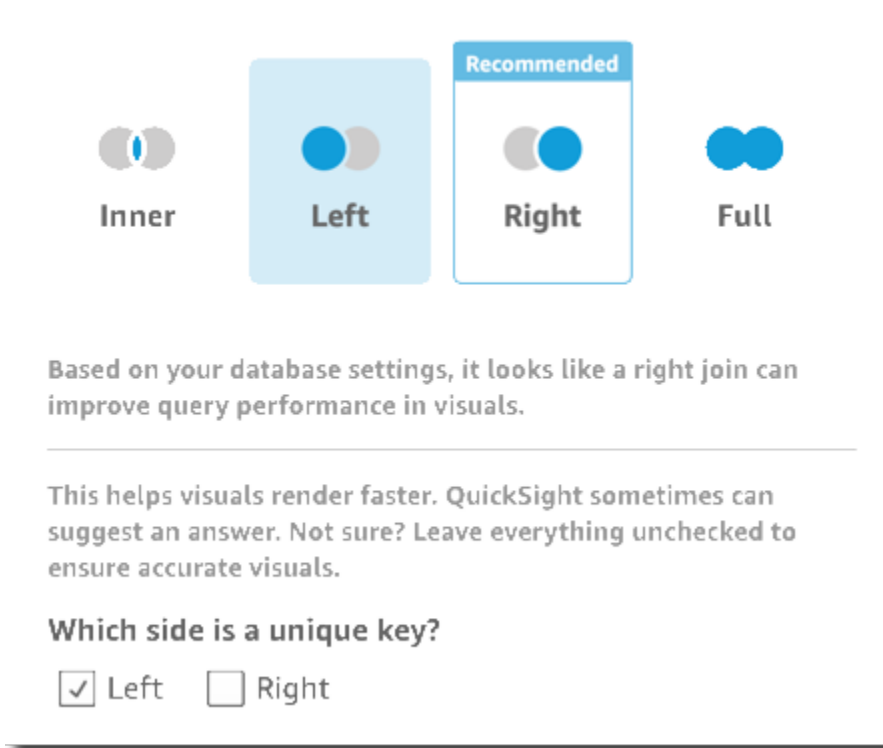 Recommended
Inner
Left
Right
Full
Based on your database settings, it looks like a right join can
improve query performance in visuals.
This helps visuals render faster. QuickSight sometimes can
suggest an answer. Not sure? Leave everything unchecked to
ensure accurate visuals.
Which side is a unique key?
Left Right